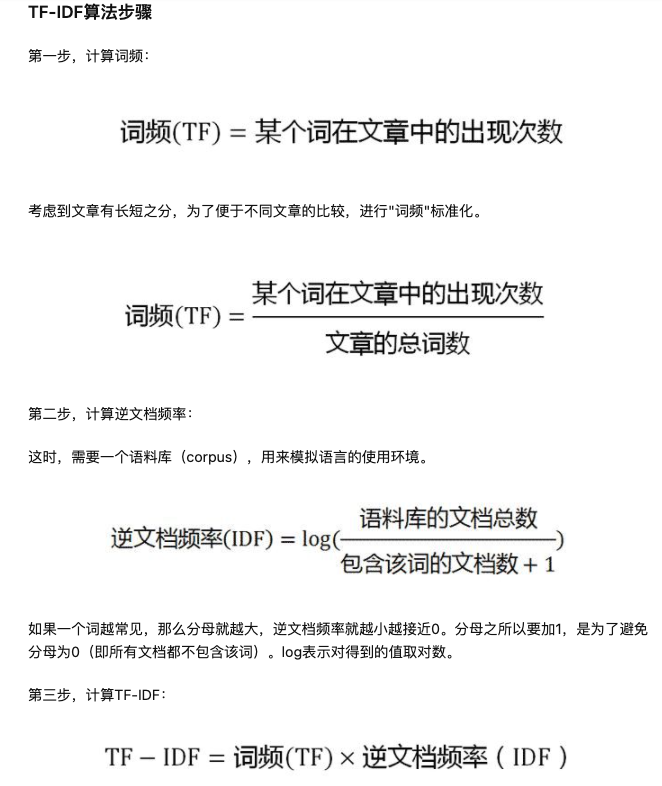 TF-IDF算法步骤
第一步，计算词频：
词频(TF) = 某个词在文章中的出现次数
考虑到文章有长短之分，为了便于不同文章的比较，进行"词频"标准化。
某个词在文章中的出现次数
词频(TF) =
文章的总词数
第二步，计算逆文档频率：
这时，需要一个语料库（corpus），用来模拟语言的使用环境。
语料库的文档总数
逆文档频率(IDF) = log( )
包含该词的文档数 + 1
如果一个词越常见，那么分母就越大，逆文档频率就越小越接近0。分母之所以要加1，是为了避免
分母为0（即所有文档都不包含该词）。log表示对得到的值取对数。
第三步，计算TF-IDF：
TF − IDF = 词频(TF) × 逆文档频率（IDF）